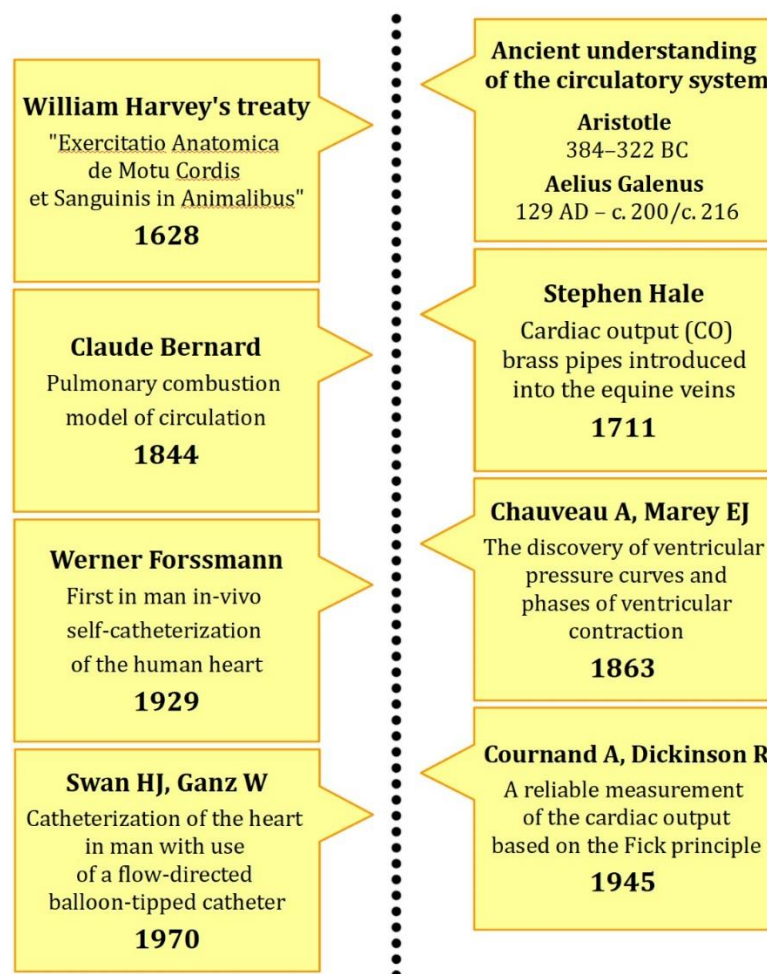 Ancient understanding
of the circulatory system
Aristotle
384–322 BC
Aelius Galenus
129 AD – c. 200/c. 216
William Harvey's treaty
"Exercitatio Anatomica
de Motu Cordis
et Sanguinis in Animalibus"
1628
Stephen Hale
Cardiac output (CO)
brass pipes introduced
into the equine veins
1711
Claude Bernard
Pulmonary combustion
model of circulation
1844
Chauveau A, Marey EJ
The discovery of ventricular
pressure curves and
phases of ventricular
contraction
1863
Werner Forssmann
First in man in-vivo
self-catheterization
of the human heart
1929
Cournand A, Dickinson R
A reliable measurement
of the cardiac output
based on the Fick principle
1945
Swan HJ, Ganz W
Catheterization of the heart
in man with use
of a flow-directed
balloon-tipped catheter
1970